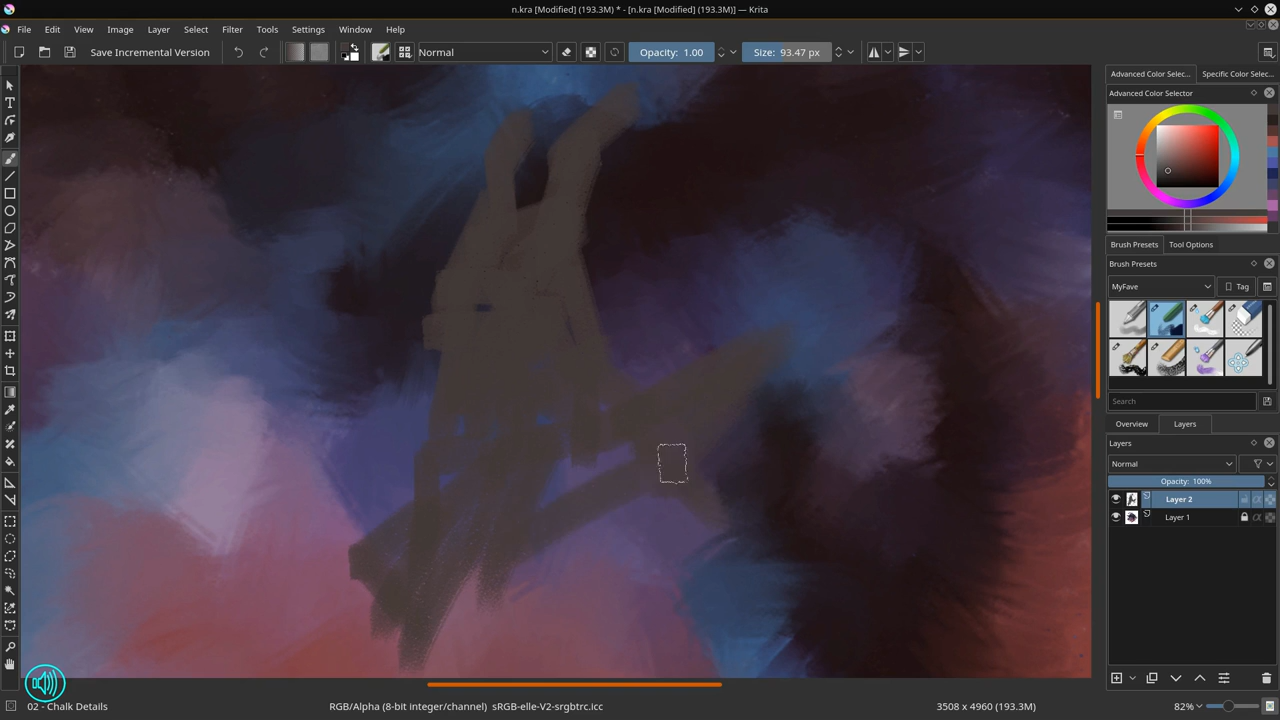 n.kra [Modified] (193.3M) * - [n.kra [Modified] (193.3M)] — Krita
File Edit View Image Layer Select Filter Tools Settings Window Help
Save Incremental Version Normal Opacity: 1.00 Size: 93.47 px
Advanced Color Selec... Specific Color Selec...
Advanced Color Selector
Brush Presets Tool Options
Brush Presets
MyFave Tag
Search
Overview Layers
Layers
Normal
Opacity: 100%
Layer 2
Layer 1
02 - Chalk Details RGB/Alpha (8-bit integer/channel) sRGB-elle-V2-srgbtrc.icc 3508 x 4960 (193.3M) 82%